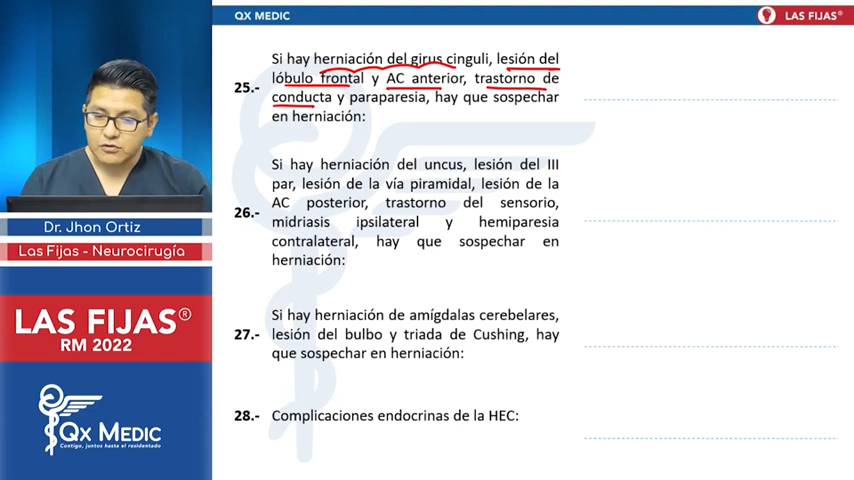 QX MEDIC
LAS FIJAS®
25.-
Si hay herniación del girus cinguli, lesión del
lóbulo frontal y AC anterior, trastorno de
conducta y paraparesia, hay que sospechar
en herniación:
26.-
Si hay herniación del uncus, lesión del III
par, lesión de la vía piramidal, lesión de la
AC posterior, trastorno del sensorio,
midriasis ipsilateral y hemiparesia
contralateral, hay que sospechar en
herniación:
27.-
Si hay herniación de amígdalas cerebelares,
lesión del bulbo y triada de Cushing, hay
que sospechar en herniación:
28.- Complicaciones endocrinas de la HEC:
Dr. Jhon Ortiz
Las Fijas - Neurocirugía
LAS FIJAS®
RM 2022
QX MEDIC
Contigo, juntos hasta el residentado